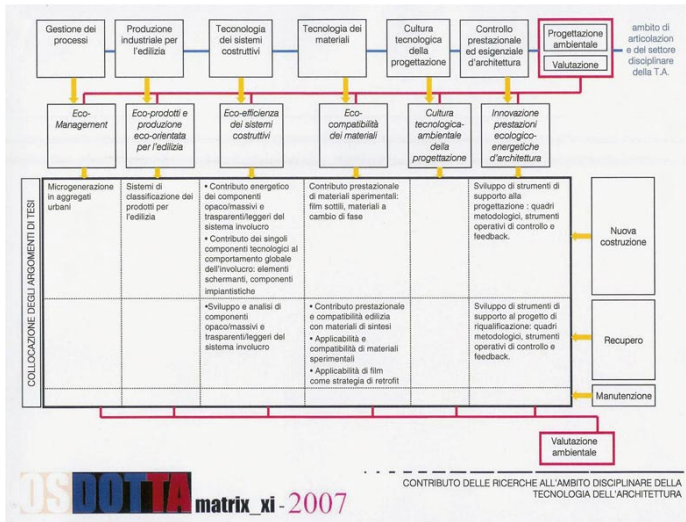 Gestione dei
processi
Produzione
industriale per
l'edilizia
Teconologia
dei sistemi
costruttivi
Tecnologia dei
materiali
Cultura
tecnologica
della
progettazione
Controllo
prestazionale
ed esigenziale
d'architettura
Progettazione
ambientale
Valutazione
ambito di
articolazion
e del settore
disciplinare
della T.A.
Eco-
Management
Eco-prodotti e
produzione
eco-orientata
per l'edilizia
Eco-efficienza
dei sistemi
costruttivi
Eco-
compatibilità
dei materiali
Cultura
tecnologica-
ambientale
della
progettazione
Innovazione
prestazioni
ecologico-
energetiche
d'architettura
COLLOCAZIONE DEGLI ARGOMENTI DI TESI
Microgenerazione
in aggregati
urbani
Sistemi di
classificazione dei
prodotti per
l'edilizia
• Contributo energetico
dei componenti
opaco/massivi e
trasparenti/leggeri del
sistema involucro
• Contributo dei singoli
componenti tecnologici al
comportamento globale
dell'involucro: elementi
schermanti, componenti
impiantistiche
Contributo prestazionale
di materiali sperimentali:
film sottili, materiali a
cambio di fase
Sviluppo di strumenti di
supporto alla
progettazione : quadri
metodologici, strumenti
operativi di controllo e
feedback.
Nuova
costruzione
•Sviluppo e analisi di
componenti
opaco/massivi e
trasparenti/leggeri del
sistema involucro
• Contributo prestazionale
e compatibilità edilizia
con materiali di sintesi
• Applicabilità e
compatibilità di materiali
sperimentali
• Applicabilità di film
come strategia di retrofit
Sviluppo di strumenti di
supporto al progetto di
riqualificazione: quadri
metodologici, strumenti
operativi di controllo e
feedback.
Recupero
Manutenzione
Valutazione
ambientale
OSDOTTA matrix_xi - 2007
CONTRIBUTO DELLE RICERCHE ALL'AMBITO DISCIPLINARE DELLA
TECNOLOGIA DELL'ARCHITETTURA